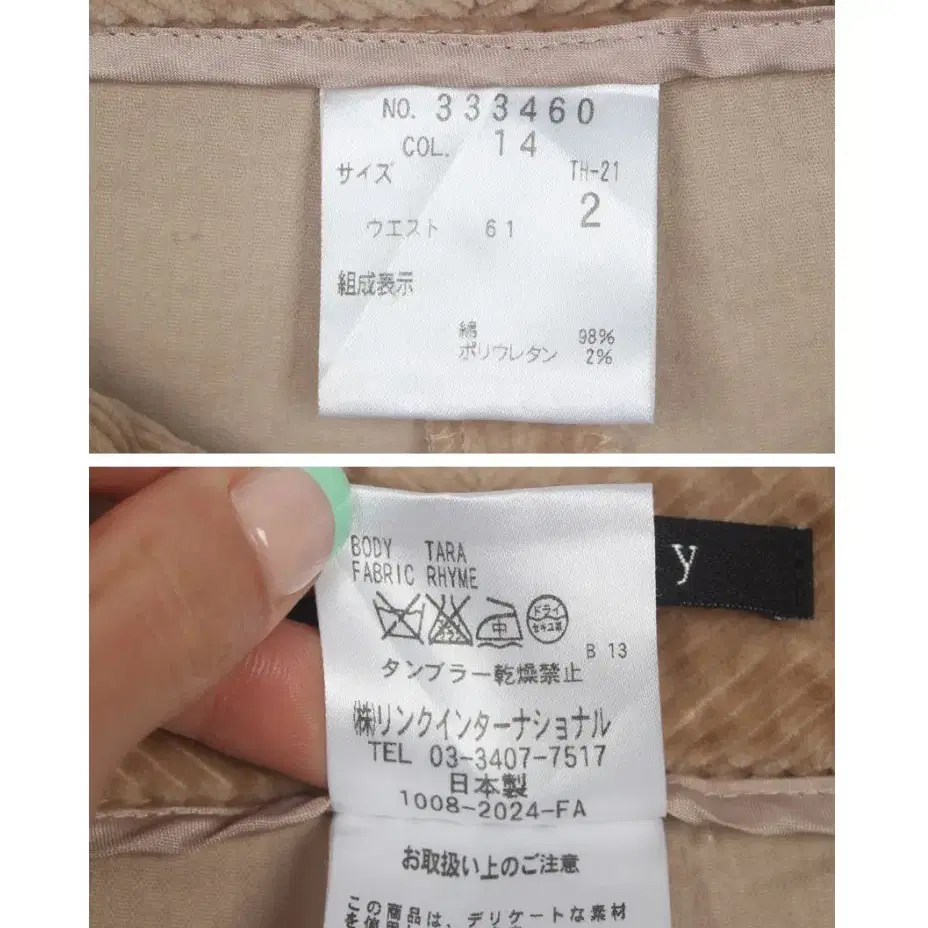 NO. 333460
COL. 14
サイズ TH-21
2
ウエスト 61
組成表示
綿 98%
ポリウレタン 2%
y
BODY TARA
FABRIC RHYME
中 ドライ
B 13
タンブラー乾燥禁止
㈱リンクインターナショナル
TEL 03-3407-7517
日本製
1008-2024-FA
お取扱い上のご注意
この商品は、デリケートな素材